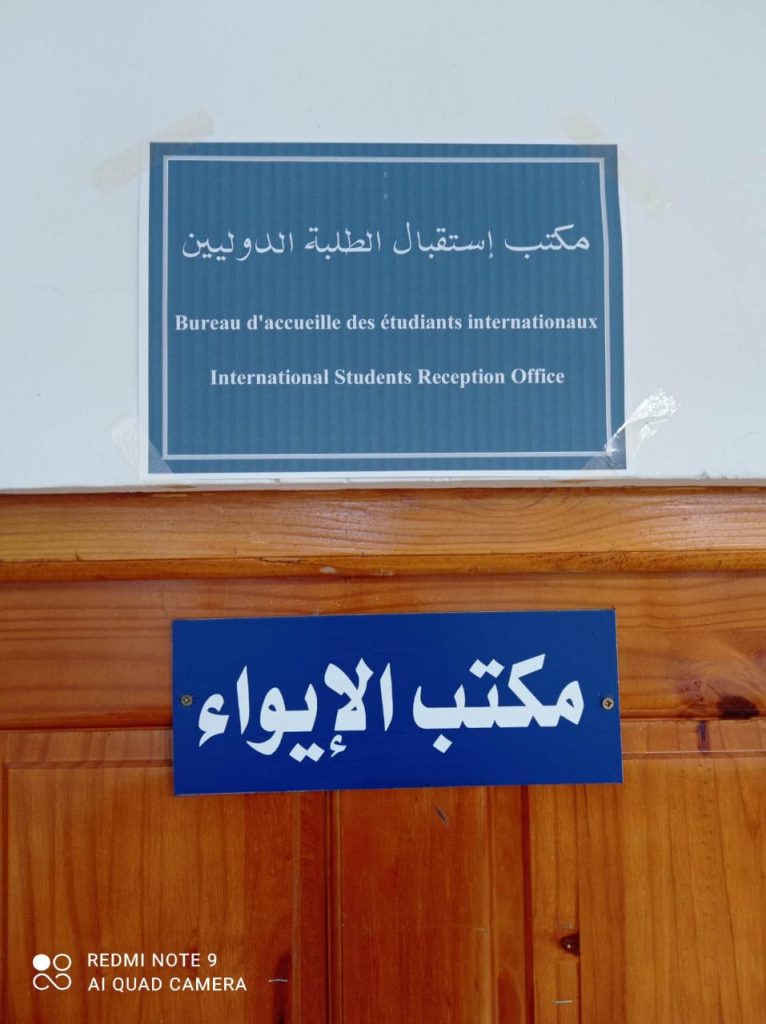 مكتب إستقبال الطلبة الدوليين
Bureau d'accueille des étudiants internationaux
International Students Reception Office
مكتب الإيواء
REDMI NOTE 9
AI QUAD CAMERA